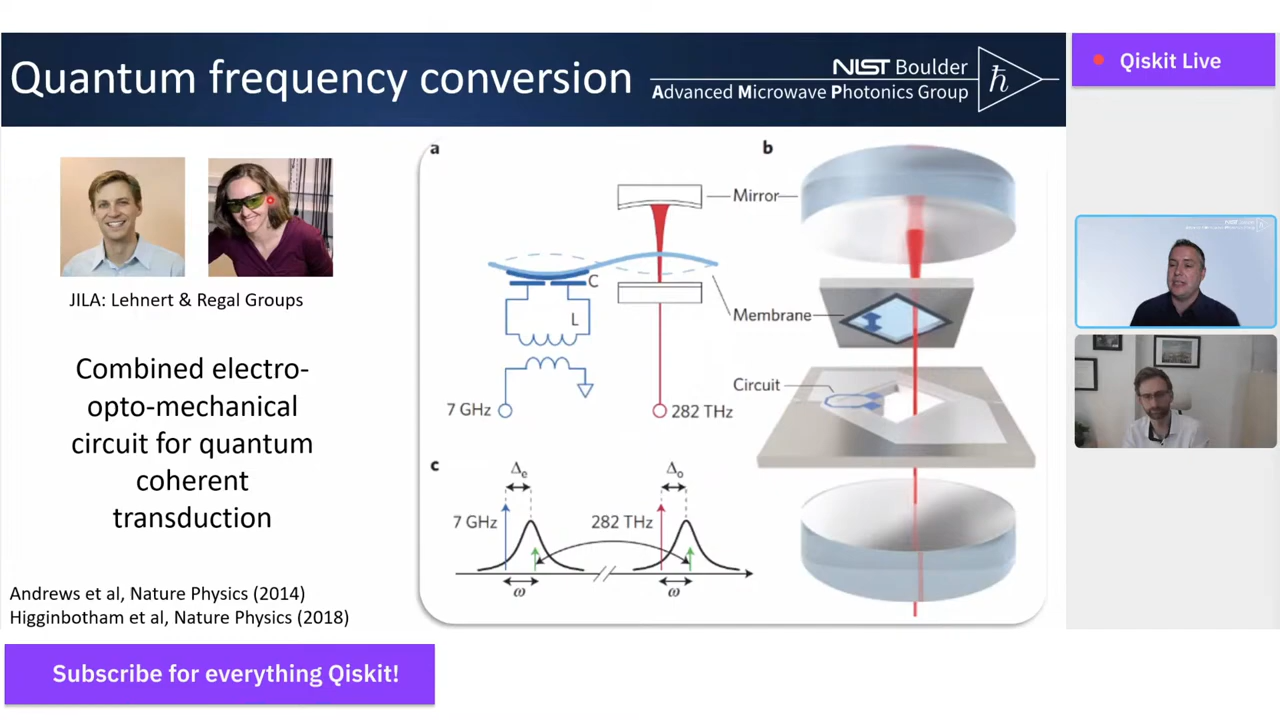 Quantum frequency conversion
NIST Boulder
Advanced Microwave Photonics Group
ħ
Qiskit Live
JILA: Lehnert & Regal Groups
Combined electro-
opto-mechanical
circuit for quantum
coherent
transduction
Andrews et al, Nature Physics (2014)
Higginbotham et al, Nature Physics (2018)
a
b
Mirror
C
L
Membrane
Circuit
7 GHz
282 THz
c
Δe
Δo
7 GHz
282 THz
ω
ω
Subscribe for everything Qiskit!